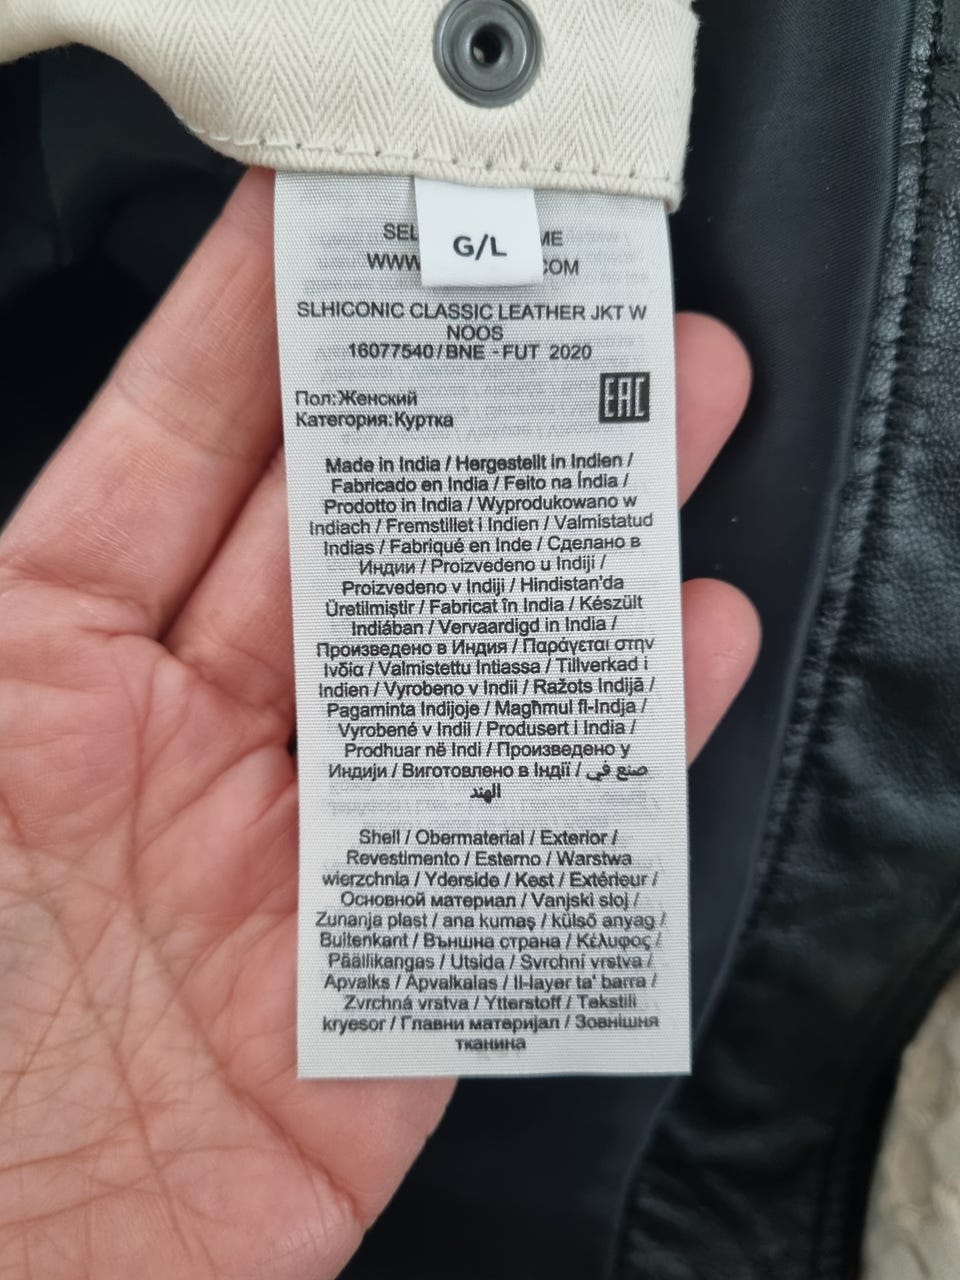 G/L
SEL ME
WWW .COM
SLHICONIC CLASSIC LEATHER JKT W
NOOS
16077540/BNE - FUT 2020
Пол:Женский
Категория:Куртка
EAC
Made in India / Hergestellt in Indien /
Fabricado en India / Feito na Índia /
Prodotto in India / Wyprodukowano w
Indiach / Fremstillet i Indien / Valmistatud
Indias / Fabriqué en Inde / Сделано в
Индии / Proizvedeno u Indiji /
Proizvedeno v Indiji / Hindistan'da
Üretilmiştir / Fabricat în India / Készült
Indiában / Vervaardigd in India /
Произведено в Индия / Παράγεται στην
Ινδία / Valmistettu Intiassa / Tillverkad i
Indien / Vyrobeno v Indii / Ražots Indijā /
Pagaminta Indijoje / Magħmul fl-Indja /
Vyrobené v Indii / Produsert i India /
Prodhuar në Indi / Произведено у
Индији / Виготовлено в Індії / صنع في
الهند
Shell / Obermaterial / Exterior /
Revestimento / Esterno / Warstwa
wierzchnia / Yderside / Kest / Extérieur /
Основной материал / Vanjski sloj /
Zunanja plast / ana kumaş / külső anyag /
Buitenkant / Външна страна / Κέλυφος /
Päällikangas / Utsida / Svrchní vrstva /
Apvalks / Apvalkalas / Il-layer ta' barra /
Zvrchná vrstva / Ytterstoff / Tekstili
kryesor / Главни материјал / Зовнішня
тканина